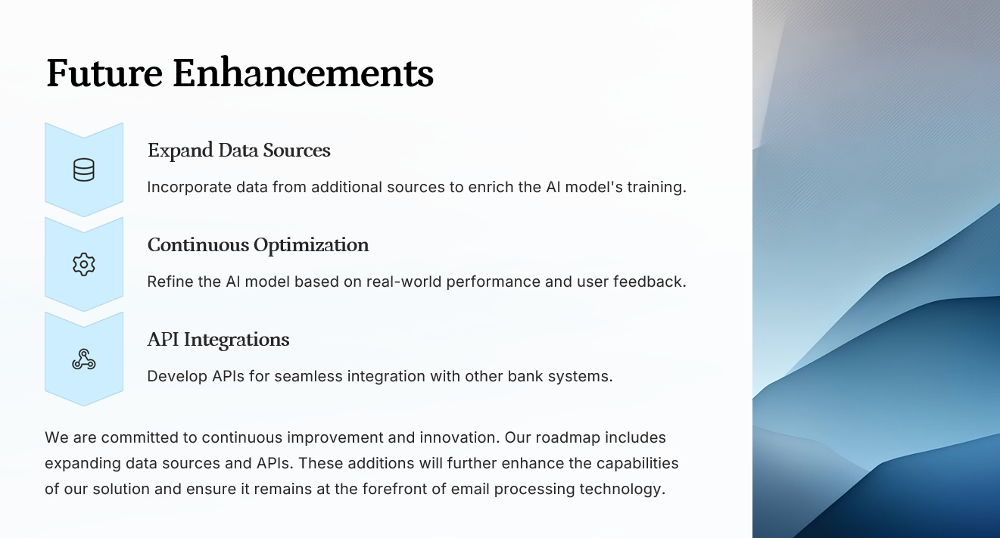 Future Enhancements
Expand Data Sources
Incorporate data from additional sources to enrich the AI model's training.
Continuous Optimization
Refine the AI model based on real-world performance and user feedback.
API Integrations
Develop APIs for seamless integration with other bank systems.
We are committed to continuous improvement and innovation. Our roadmap includes
expanding data sources and APIs. These additions will further enhance the capabilities
of our solution and ensure it remains at the forefront of email processing technology.